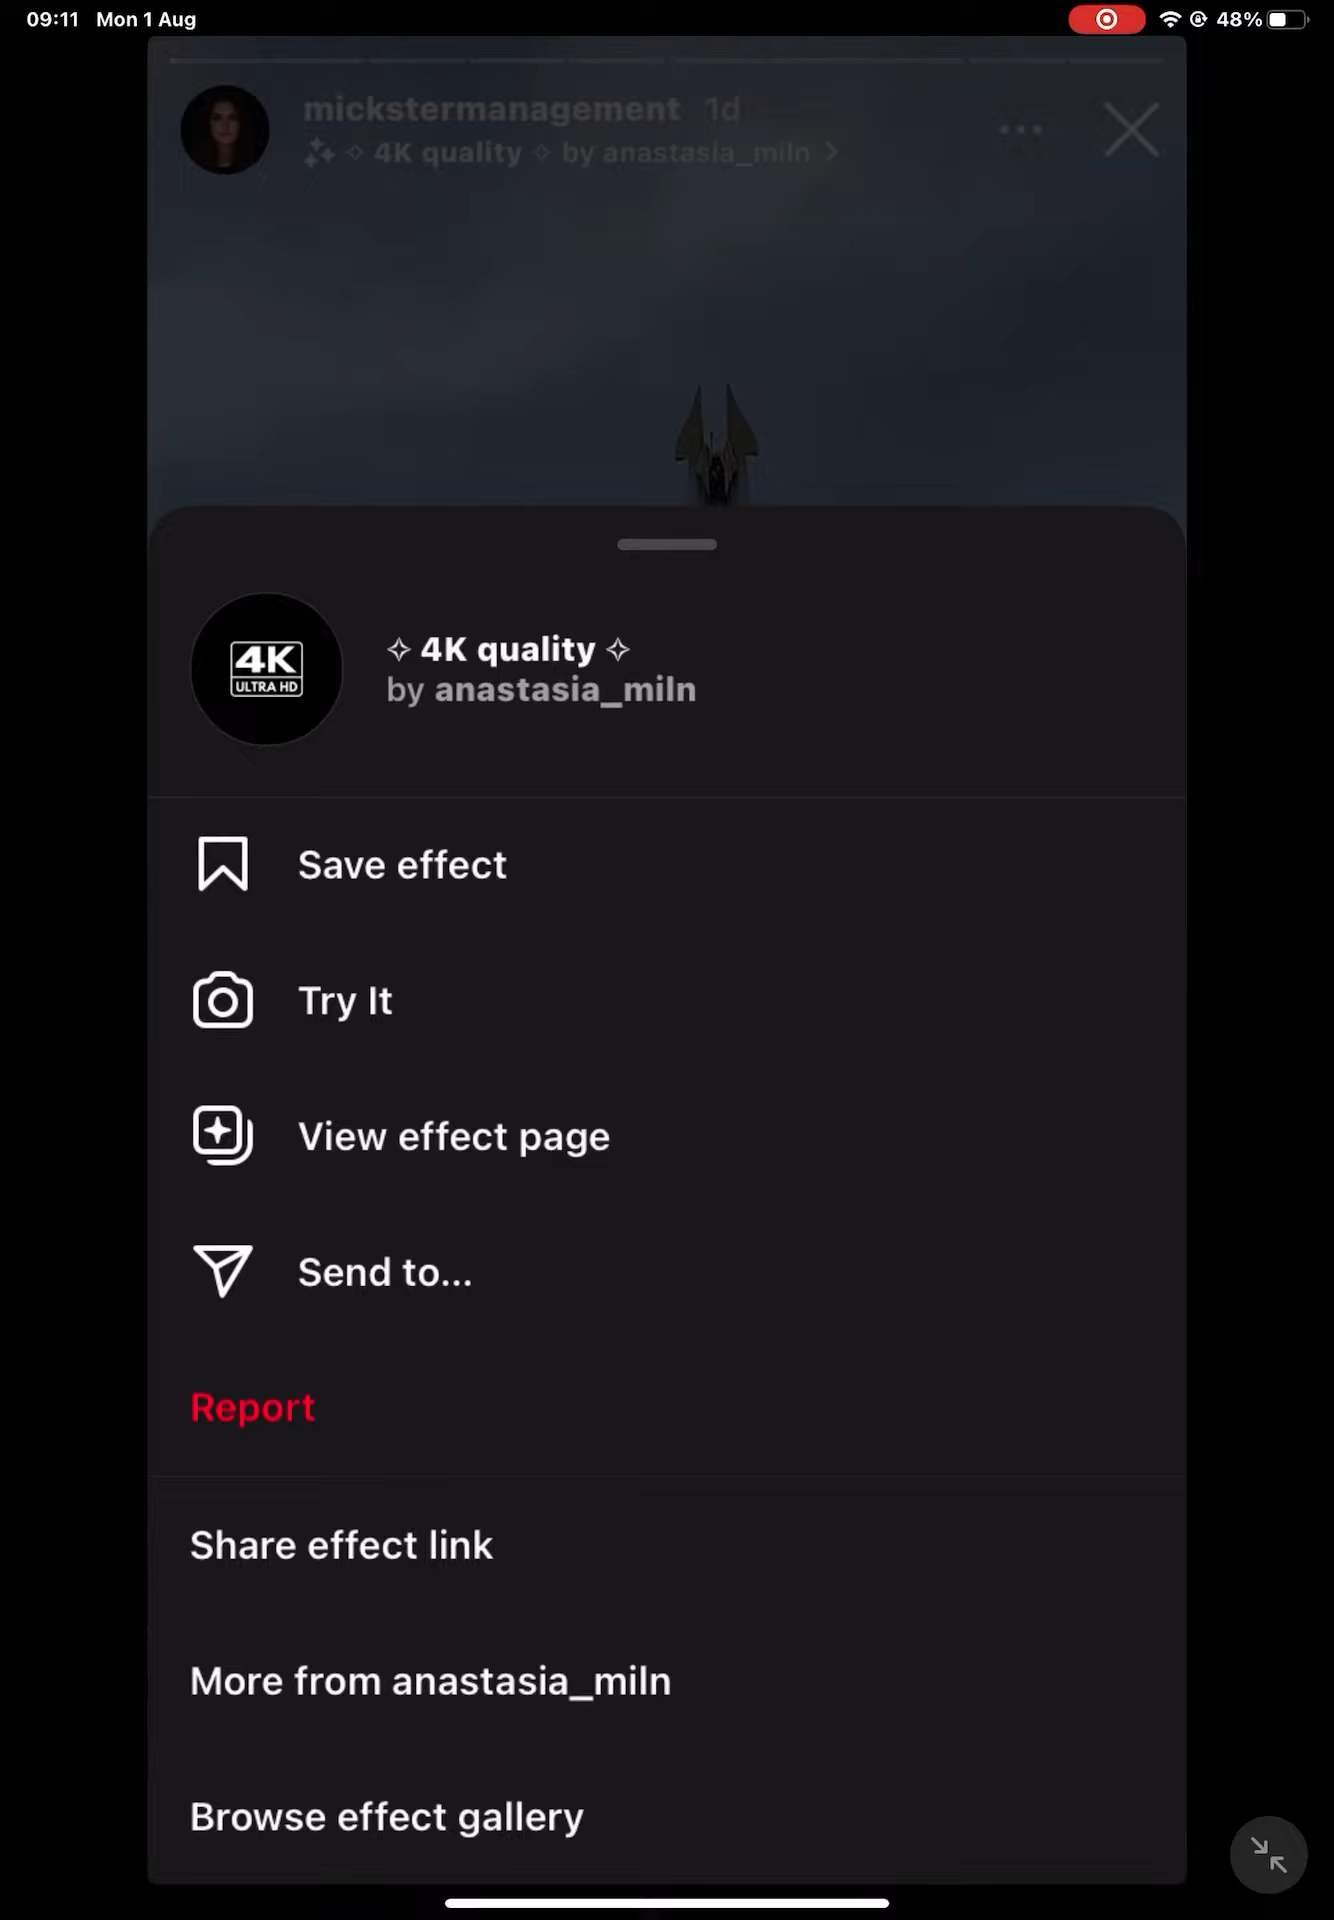 09:11 Mon 1 Aug
48%
mickstermanagement 1d
✧ 4K quality ✧ by anastasia_miln >
4K
ULTRA HD
✧ 4K quality ✧
by anastasia_miln
Save effect
Try It
View effect page
Send to...
Report
Share effect link
More from anastasia_miln
Browse effect gallery